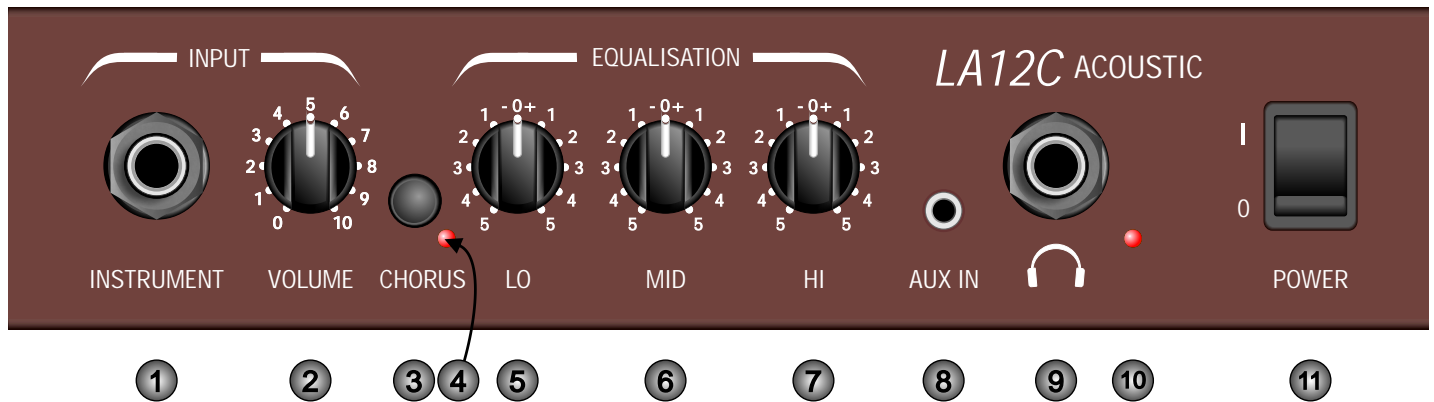 INPUT EQUALISATION LA12C ACOUSTIC
5 - 0 + - 0 + - 0 +
4 6 1 1 1 1 1 1
3 7 2 2 2 2 2 2 I
2 8 3 3 3 3 3 3
1 9 4 4 4 4 4 4 0
0 10 5 5 5 5 5 5
INSTRUMENT VOLUME CHORUS LO MID HI AUX IN POWER
1 2 3 4 5 6 7 8 9 10 11